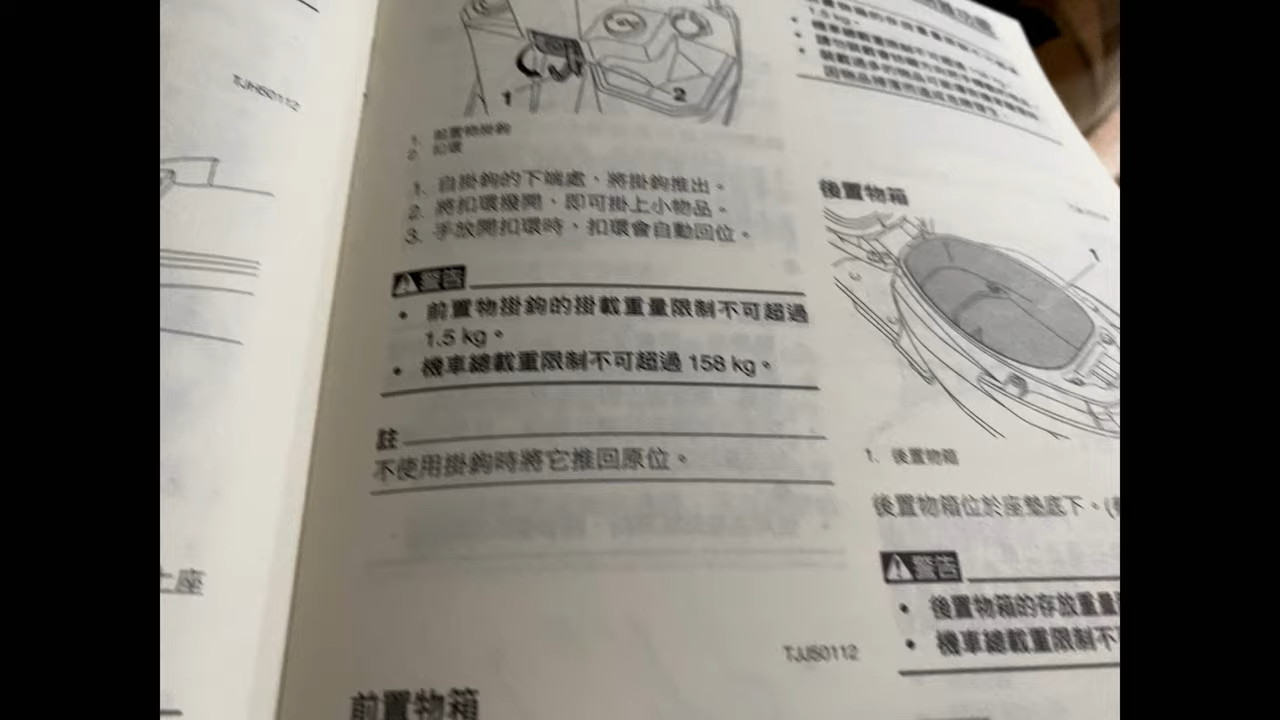 TJH50112
上座
1
2
1. 前置物掛鉤
2. 扣環
1. 自掛鉤的下端處、將掛鉤推出。
2. 將扣環撥開、即可掛上小物品。
3. 手放開扣環時、扣環會自動回位。
警告
• 前置物掛鉤的掛載重量限制不可超過
1.5 kg。
• 機車總載重限制不可超過 158 kg。
註
不使用掛鉤時將它推回原位。
TJJ50112
前置物箱
後置物箱
1
1. 後置物箱
後置物箱位於座墊底下。
警告
• 後置物箱的存放重量
• 機車總載重限制不